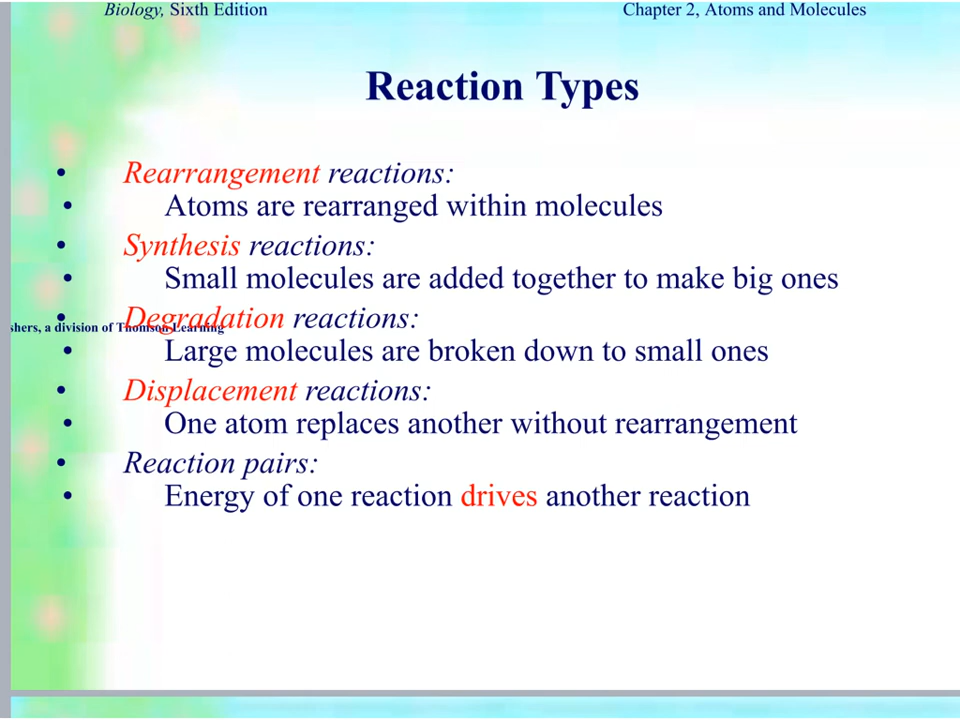 Biology, Sixth Edition
Chapter 2, Atoms and Molecules
Reaction Types
• Rearrangement reactions:
• Atoms are rearranged within molecules
• Synthesis reactions:
• Small molecules are added together to make big ones
• Degradation reactions:
shers, a division of Thomson Learning
• Large molecules are broken down to small ones
• Displacement reactions:
• One atom replaces another without rearrangement
• Reaction pairs:
• Energy of one reaction drives another reaction